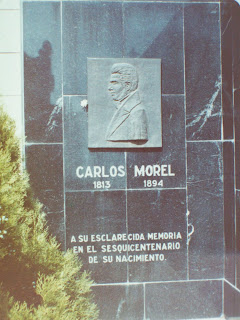 CARLOS MOREL
1813 1894
A SU ESCLARECIDA MEMORIA
EN EL SESQUICENTENARIO
DE SU NACIMIENTO.